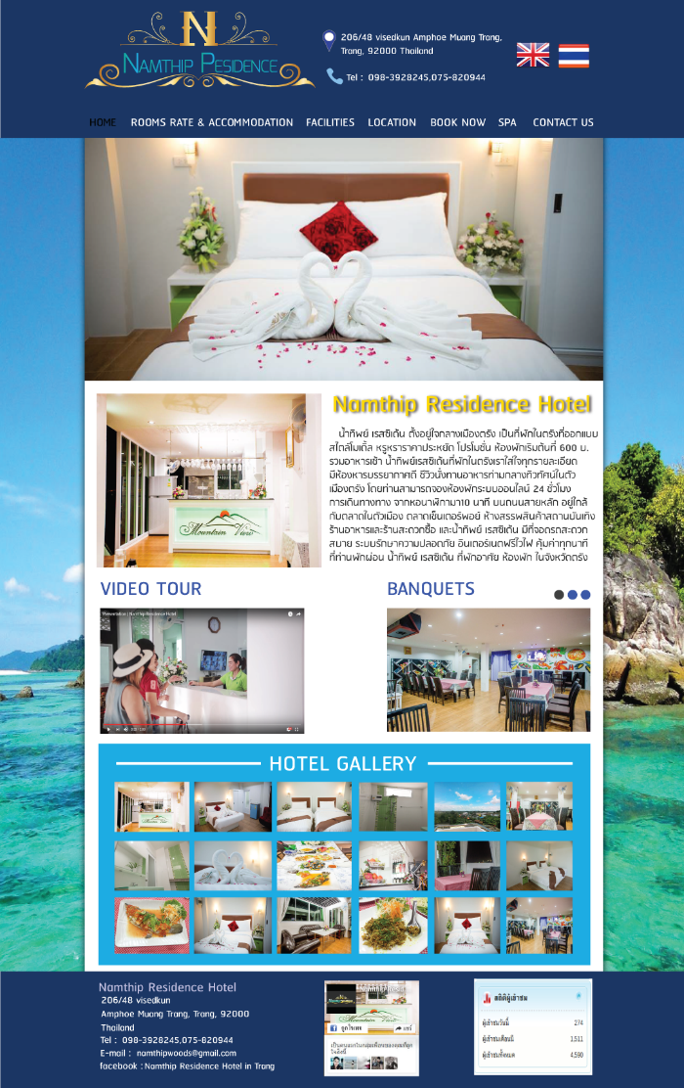 N
NAMTHIP PESIDENCE
206/48 visedkun Amphoe Muang Trang,
Trang, 92000 Thailand
Tel : 098-3928245,075-820944
HOME ROOMS RATE & ACCOMMODATION FACILITIES LOCATION BOOK NOW SPA CONTACT US
Namthip Residence Hotel
น้ำทิพย์ เรสซิเด้น ตั้งอยู่ใจกลางเมืองตรัง เป็นที่พักในตรังที่ออกแบบ
สไตล์โมเดิ้ล หรูหราราคาประหยัด โปรโมชั่น ห้องพักเริ่มต้นที่ 600 บ.
รวมอาหารเช้า น้ำทิพย์เรสซิเด้นที่พักในตรังเราใส่ใจทุกรายละเอียด
มีห้องหารบรรยากาศดี ชีวิวนั่งทานอาหารท่ามกลางทิวทัศน์ในตัว
เมืองตรัง โดยท่านสามารถจองห้องพักระบบออนไลน์ 24 ชั่วโมง
การเดินทางทาง จากหอนาฬิกามา10 นาที บนถนนสายหลัก อยู่ใกล้
กับตลาดในตัวเมือง ตลาดเซ็นเตอร์พอย์ ห้างสรรพสินค้าสถานบันเทิง
ร้านอาหารและร้านสะดวกซื้อ และน้ำทิพย์ เรสซิเด้น มีที่จอดรถสะดวก
สบาย ระบบรักษาความปลอดภัย อินเตอร์เนตฟรีไวไฟ คุ้มค่าทุกนาที
ที่ท่านพักผ่อน น้ำทิพย์ เรสซิเด้น ที่พักอาศัย ห้องพัก ในจังหวัดตรัง
Mountain View
VIDEO TOUR
BANQUETS
Presentation | Namthip Residence Hotel
HOTEL GALLERY
Namthip Residence Hotel
206/48 visedkun
Amphoe Muang Trang, Trang, 92000
Thailand
Tel : 098-3928245,075-820944
E-mail : namthipwoods@gmail.com
facebook : Namthip Residence Hotel in Trang
ถูกใจเพจ
แชร์
สถิติผู้เข้าชม
ผู้เข้าชมวันนี้ 274
ผู้เข้าชมเดือนนี้ 3,511
ผู้เข้าชมทั้งหมด 4,590